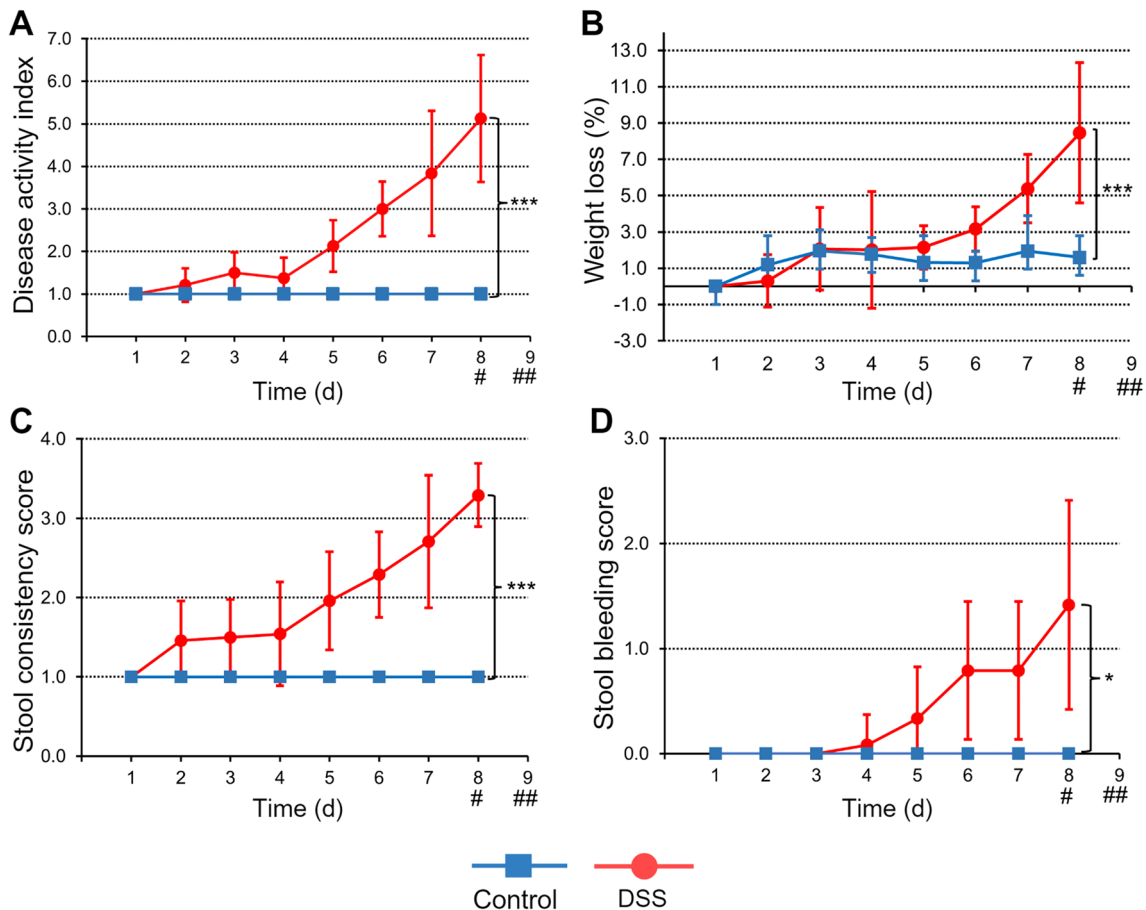 A
Disease activity index
7.0
6.0
5.0
4.0
3.0
2.0
1.0
0.0
***
1 2 3 4 5 6 7 8 9
# ##
Time (d)
B
Weight loss (%)
13.0
11.0
9.0
7.0
5.0
3.0
1.0
-1.0
-3.0
***
1 2 3 4 5 6 7 8 9
# ##
Time (d)
C
Stool consistency score
4.0
3.0
2.0
1.0
0.0
***
1 2 3 4 5 6 7 8 9
# ##
Time (d)
D
Stool bleeding score
3.0
2.0
1.0
0.0
*
1 2 3 4 5 6 7 8 9
# ##
Time (d)
Control DSS